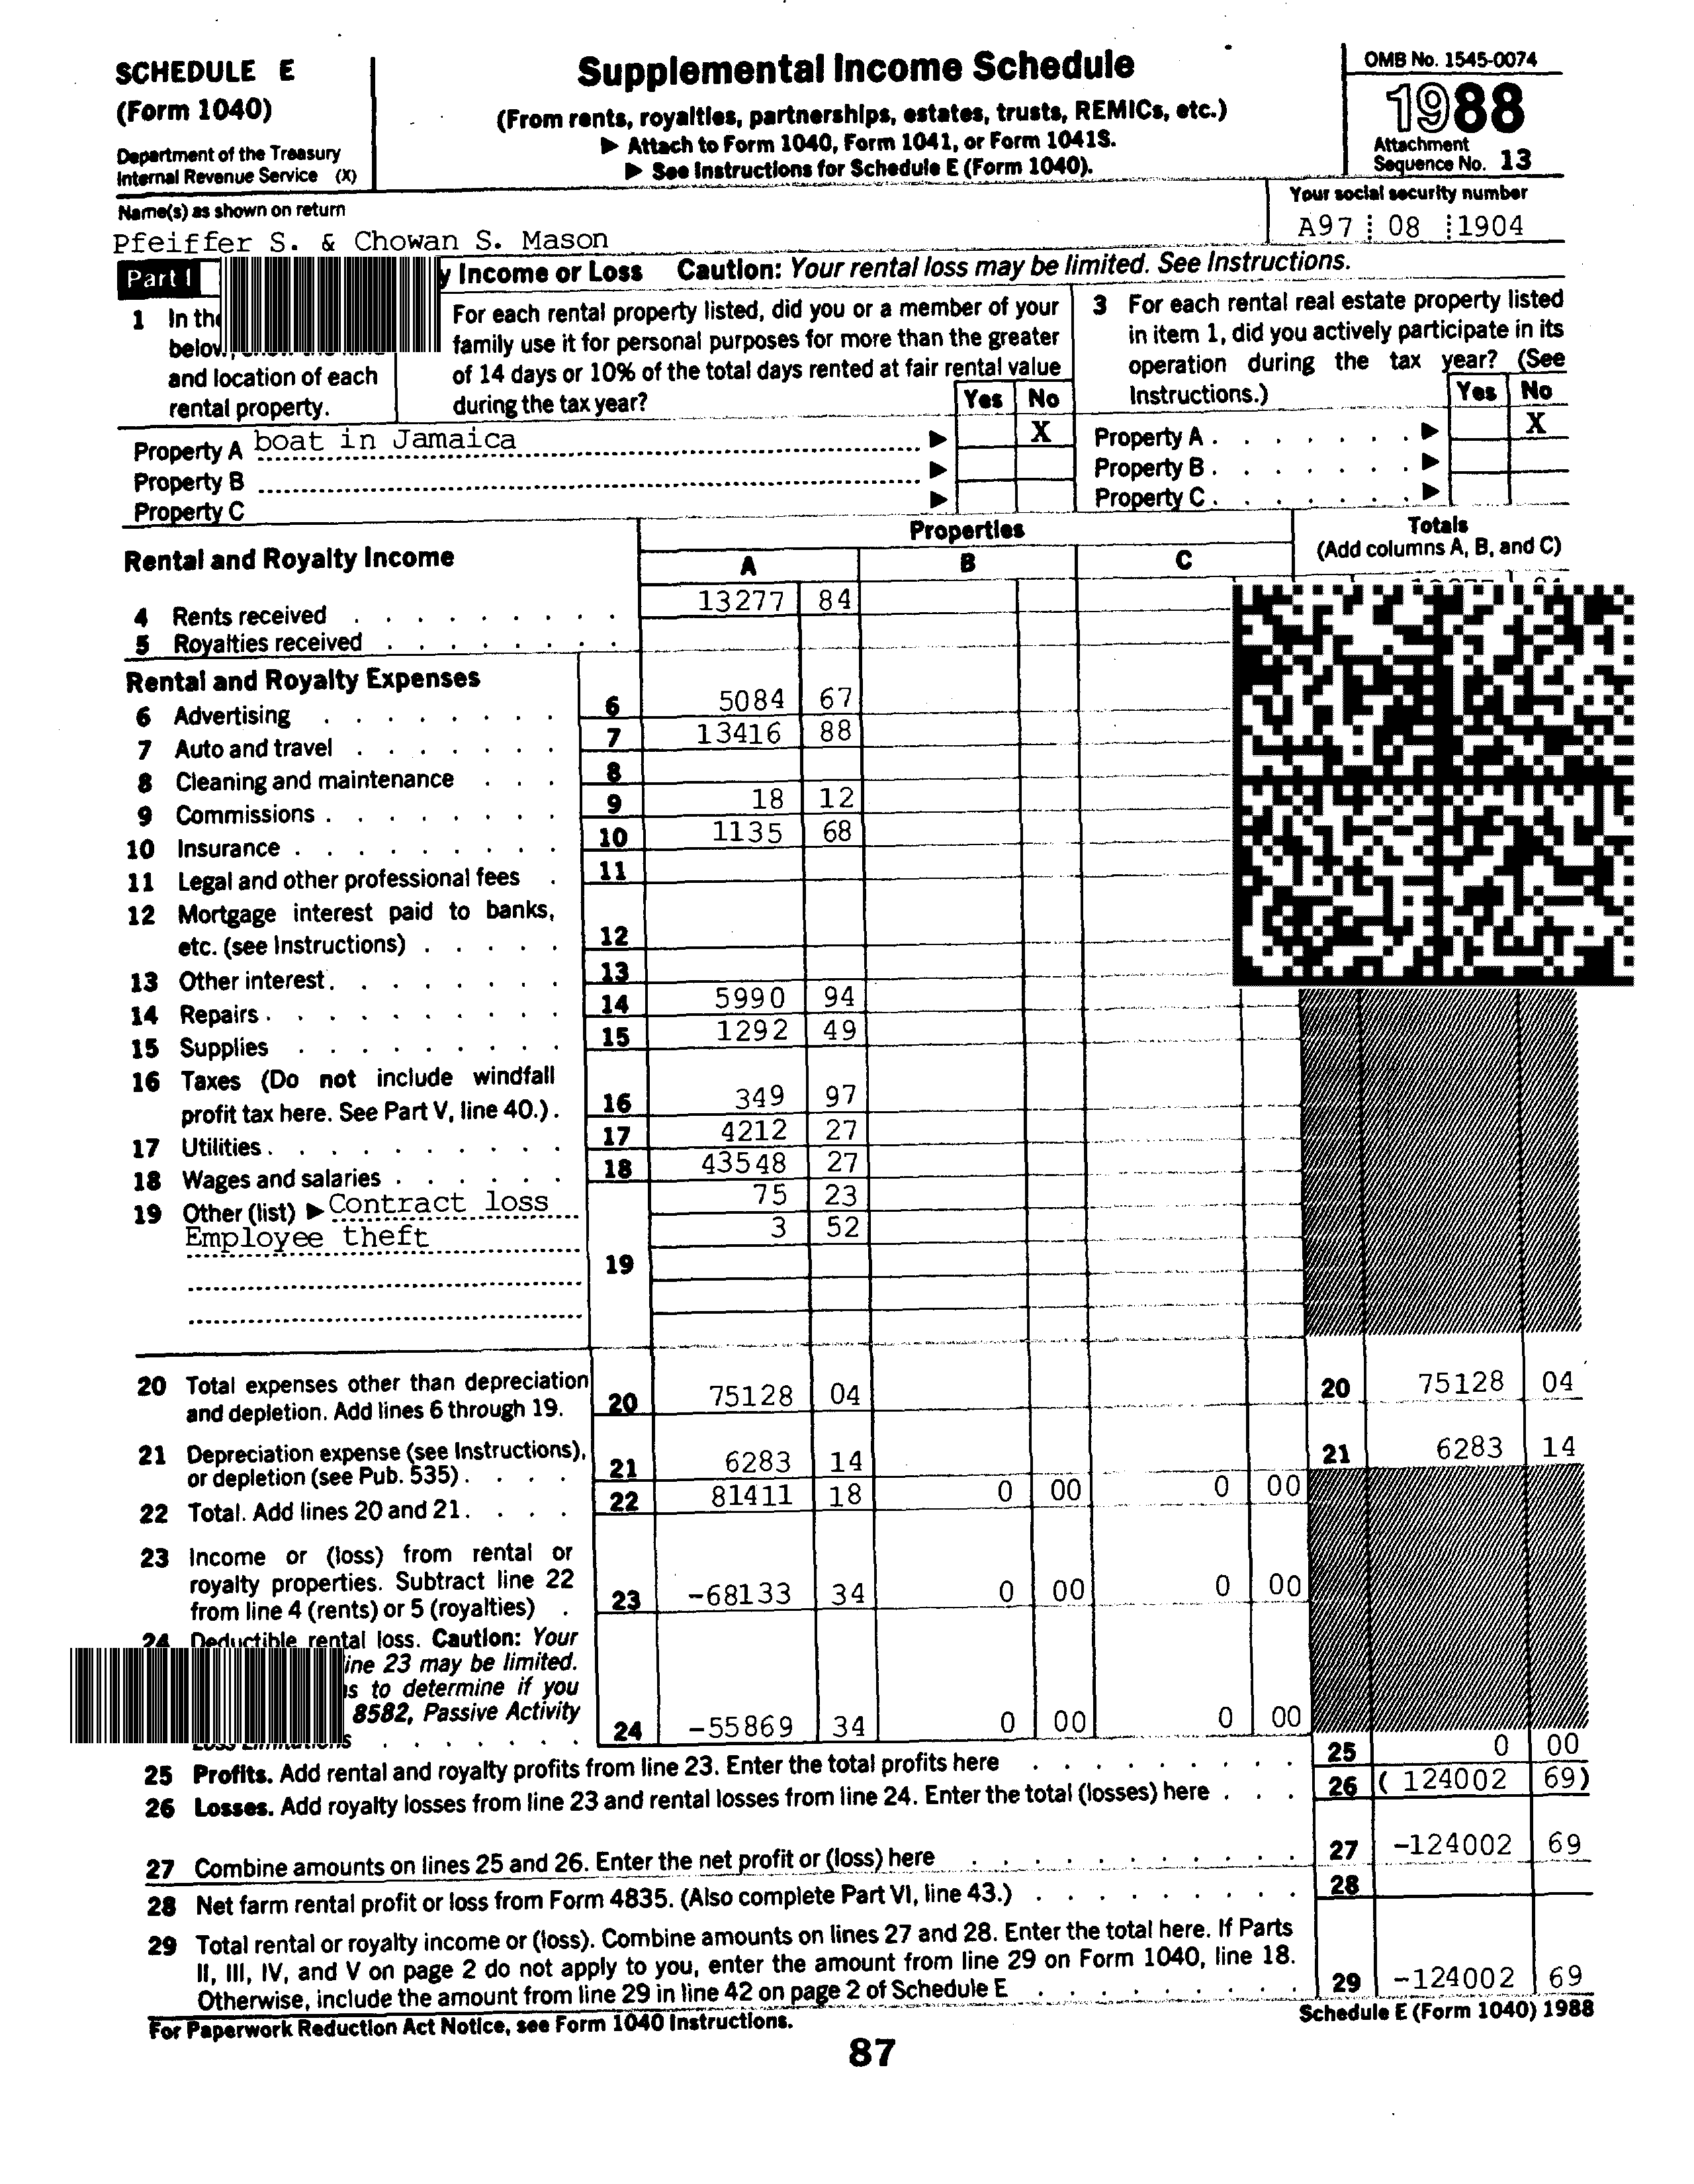 SCHEDULE E
(Form 1040)
Department of the Treasury
Internal Revenue Service (X)
Supplemental Income Schedule
(From rents, royalties, partnerships, estates, trusts, REMICs, etc.)
▶ Attach to Form 1040, Form 1041, or Form 1041S.
▶ See Instructions for Schedule E (Form 1040).
OMB No. 1545-0074
1988
Attachment
Sequence No. 13
Name(s) as shown on return
Pfeiffer S. & Chowan S. Mason
Your social security number
A97 08 1904
Part I y Income or Loss Caution: Your rental loss may be limited. See Instructions.
1 In the
below,
and location of each
rental property.
For each rental property listed, did you or a member of your
family use it for personal purposes for more than the greater
of 14 days or 10% of the total days rented at fair rental value
during the tax year?
Yes No
3 For each rental real estate property listed
in item 1, did you actively participate in its
operation during the tax year? (See
Instructions.)
Yes No
Property A boat in Jamaica ▶ X Property A . . . . . . . ▶ X
Property B ▶ Property B . . . . . . . ▶
Property C ▶ Property C . . . . . . . ▶
Rental and Royalty Income
Properties
A B C
Totals
(Add columns A, B, and C)
4 Rents received . . . . . . . . . 13277 84
5 Royalties received . . . . . . . .
Rental and Royalty Expenses
6 Advertising . . . . . . . . 6 5084 67
7 Auto and travel . . . . . . . 7 13416 88
8 Cleaning and maintenance . . . 8
9 Commissions . . . . . . . . 9 18 12
10 Insurance . . . . . . . . . 10 1135 68
11 Legal and other professional fees . 11
12 Mortgage interest paid to banks,
etc. (see Instructions) . . . . . 12
13 Other interest. . . . . . . . 13
14 Repairs . . . . . . . . . . 14 5990 94
15 Supplies . . . . . . . . . 15 1292 49
16 Taxes (Do not include windfall
profit tax here. See Part V, line 40.) . 16 349 97
17 Utilities . . . . . . . . . . 17 4212 27
18 Wages and salaries . . . . . . 18 43548 27
19 Other (list) ▶ Contract loss 75 23
Employee theft 3 52
19
20 Total expenses other than depreciation
and depletion. Add lines 6 through 19. 20 75128 04 20 75128 04
21 Depreciation expense (see Instructions),
or depletion (see Pub. 535) . . . . 21 6283 14 21 6283 14
22 Total. Add lines 20 and 21. . . . . 22 81411 18 0 00 0 00
23 Income or (loss) from rental or
royalty properties. Subtract line 22
from line 4 (rents) or 5 (royalties) . 23 -68133 34 0 00 0 00
24 Deductible rental loss. Caution: Your
ine 23 may be limited.
s to determine if you
8582, Passive Activity
Loss Limitations . . . . . . . 24 -55869 34 0 00 0 00
25 Profits. Add rental and royalty profits from line 23. Enter the total profits here . . . . . . . . . 25 0 00
26 Losses. Add royalty losses from line 23 and rental losses from line 24. Enter the total (losses) here . . . 26 ( 124002 69)
27 Combine amounts on lines 25 and 26. Enter the net profit or (loss) here . . . . . . . . . . . 27 -124002 69
28 Net farm rental profit or loss from Form 4835. (Also complete Part VI, line 43.) . . . . . . . . . 28
29 Total rental or royalty income or (loss). Combine amounts on lines 27 and 28. Enter the total here. If Parts
II, III, IV, and V on page 2 do not apply to you, enter the amount from line 29 on Form 1040, line 18.
Otherwise, include the amount from line 29 in line 42 on page 2 of Schedule E . . . . . . . . . 29 -124002 69
For Paperwork Reduction Act Notice, see Form 1040 Instructions.
Schedule E (Form 1040) 1988
87